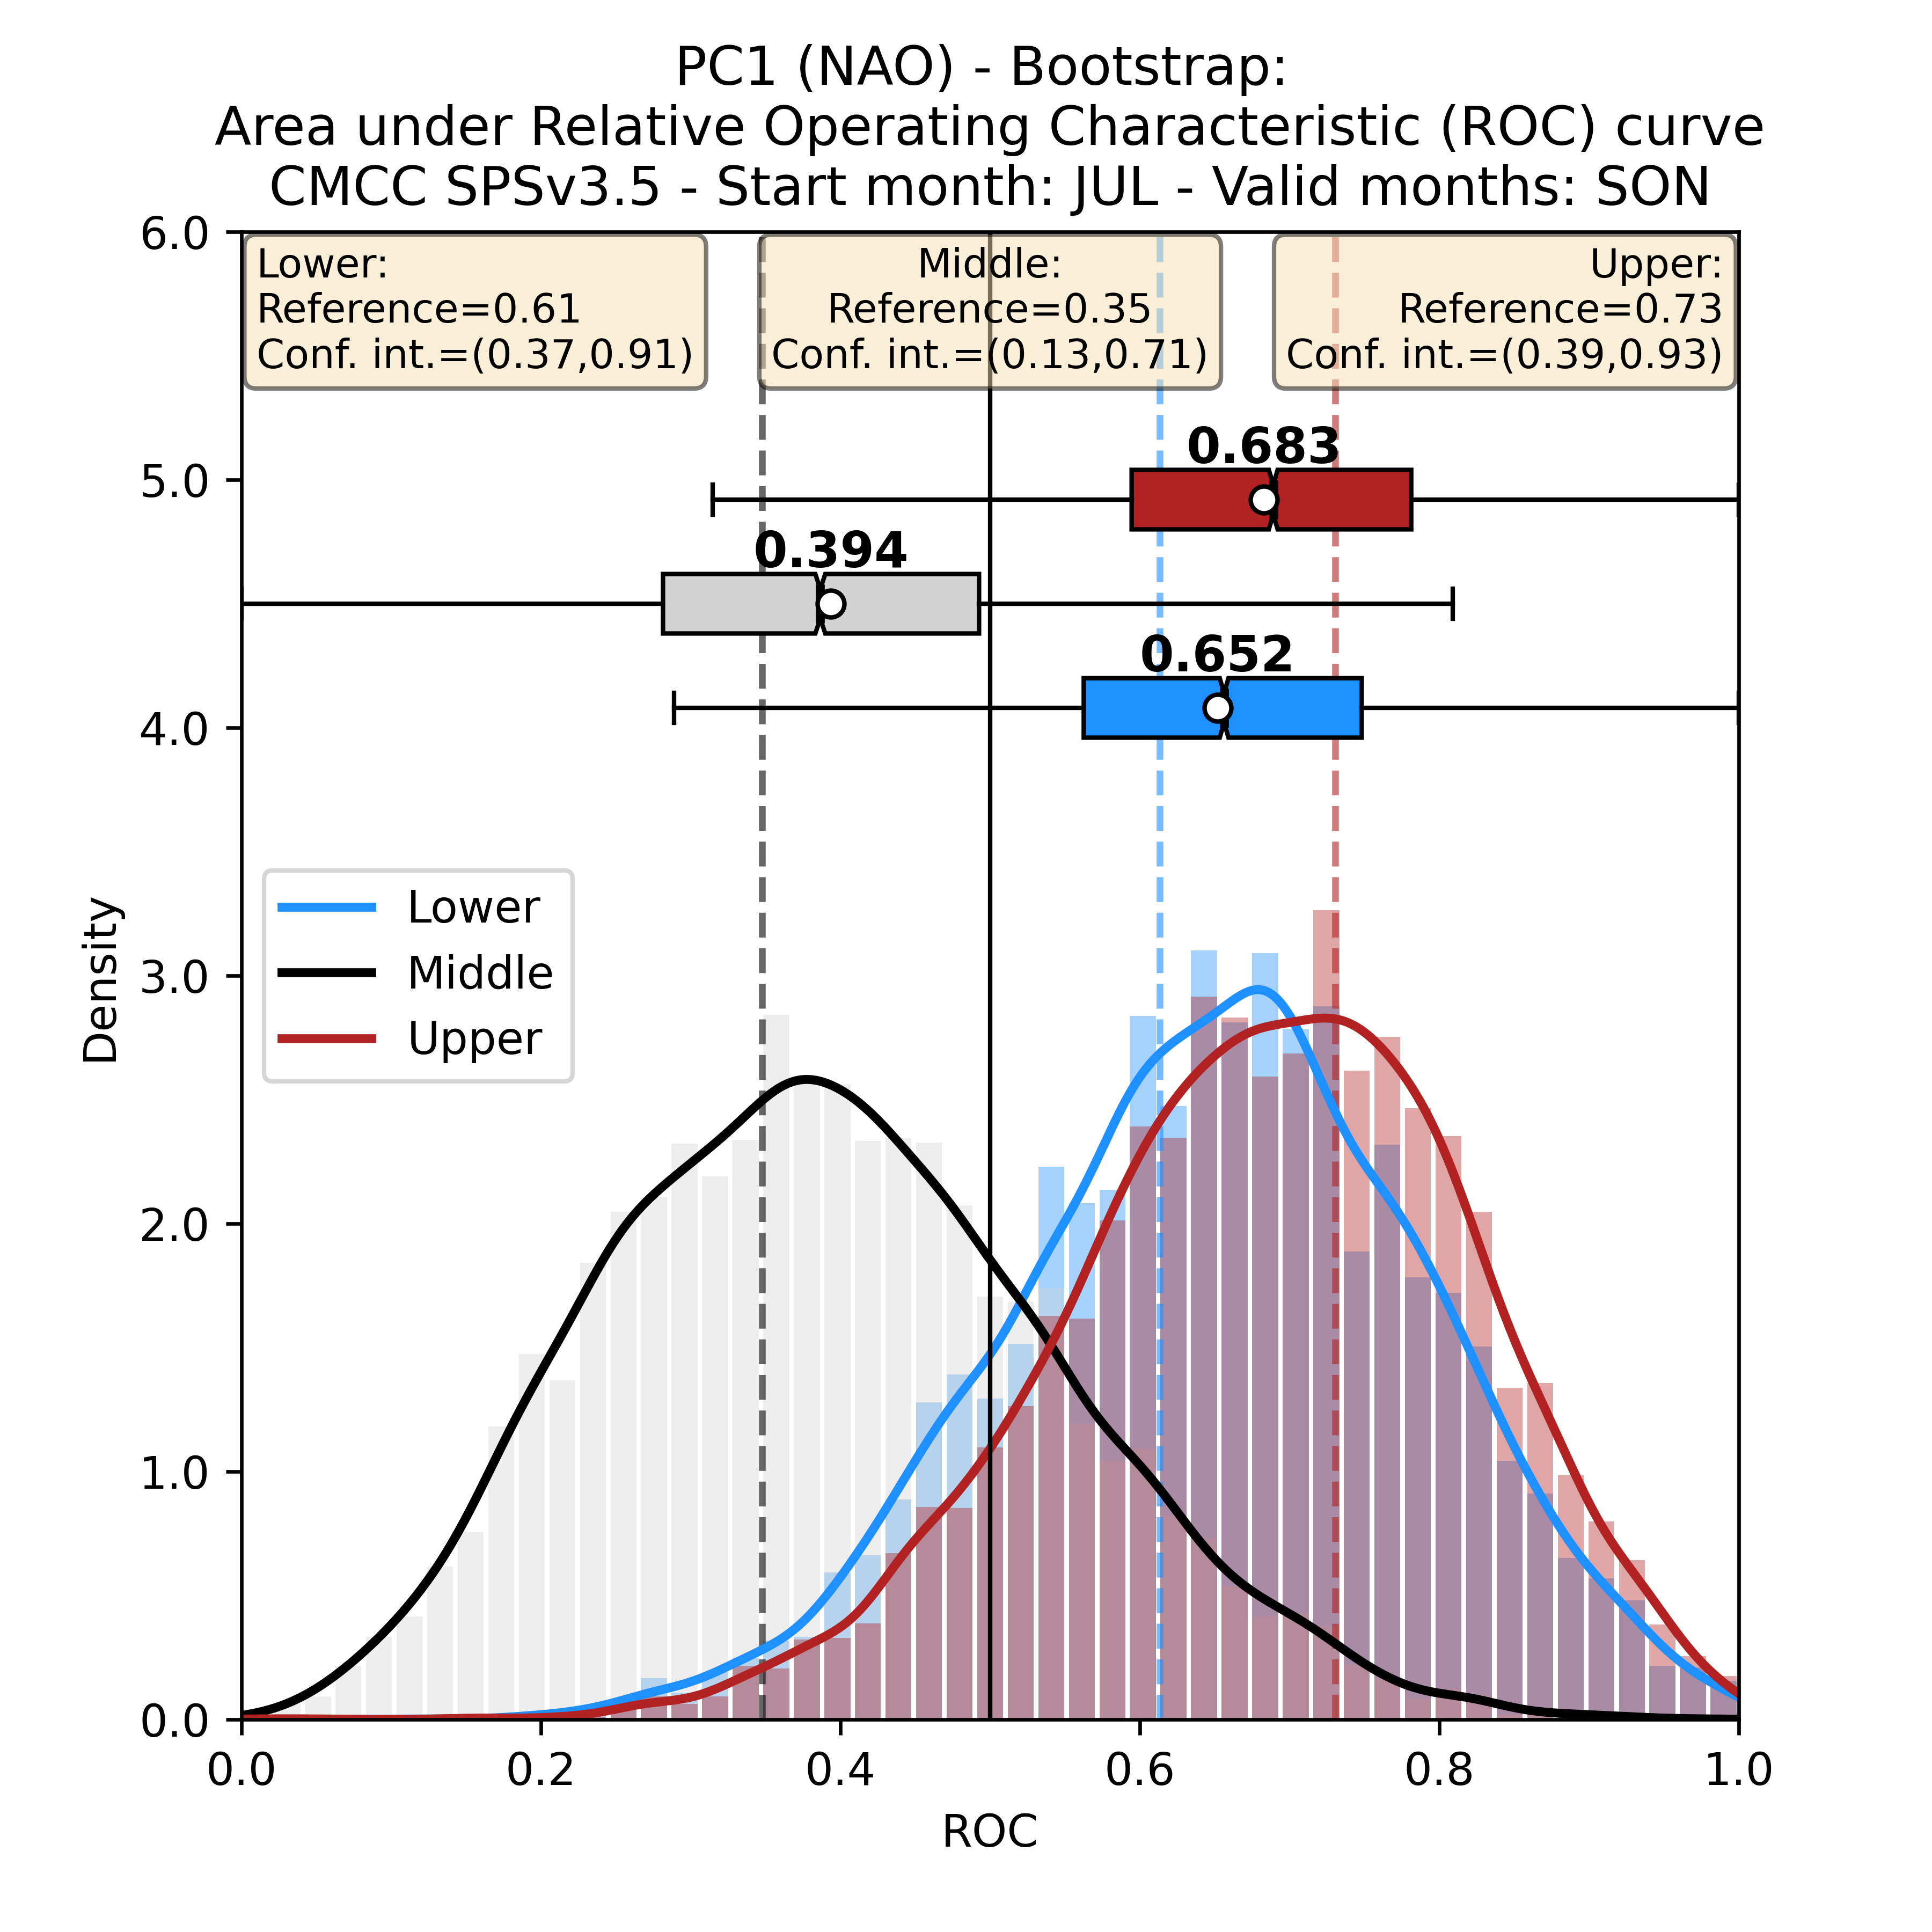 PC1 (NAO) - Bootstrap:
Area under Relative Operating Characteristic (ROC) curve
CMCC SPSv3.5 - Start month: JUL - Valid months: SON
6.0
Lower:
Reference=0.61
Conf. int.=(0.37,0.91)
Middle:
Reference=0.35
Conf. int.=(0.13,0.71)
Upper:
Reference=0.73
Conf. int.=(0.39,0.93)
0.683
5.0
0.394
0.652
4.0
Lower
Middle
Upper
Density
3.0
2.0
1.0
0.0
0.0
0.2
0.4
0.6
0.8
1.0
ROC